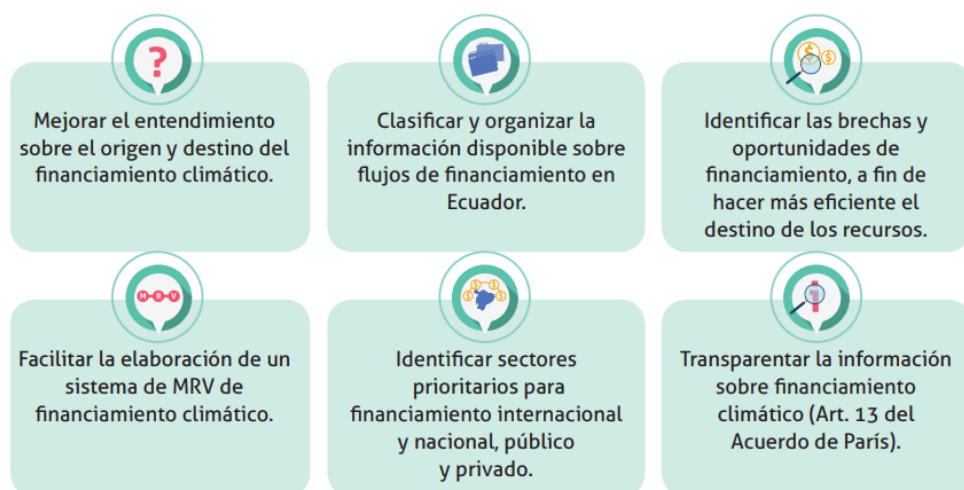 ?
Mejorar el entendimiento
sobre el origen y destino del
financiamiento climático.
Clasificar y organizar la
información disponible sobre
flujos de financiamiento en
Ecuador.
$ $
Identificar las brechas y
oportunidades de
financiamiento, a fin de
hacer más eficiente el
destino de los recursos.
M R V
Facilitar la elaboración de un
sistema de MRV de
financiamiento climático.
$ $ $ $
Identificar sectores
prioritarios para
financiamiento internacional
y nacional, público
y privado.
Transparentar la información
sobre financiamiento
climático (Art. 13 del
Acuerdo de París).